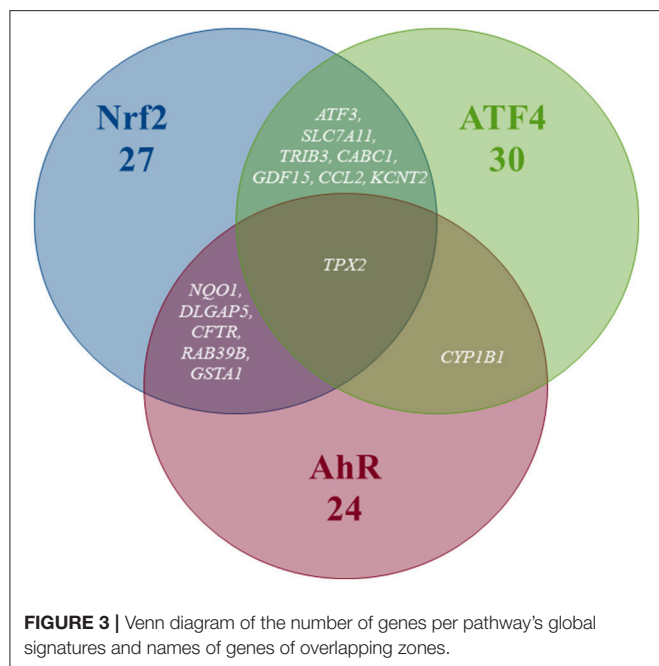 Nrf2
27
ATF4
30
ATF3,
SLC7A11,
TRIB3, CABC1,
GDF15, CCL2, KCNT2
TPX2
NQO1,
DLGAP5,
CFTR,
RAB39B,
GSTA1
CYP1B1
AhR
24
FIGURE 3 | Venn diagram of the number of genes per pathway's global
signatures and names of genes of overlapping zones.